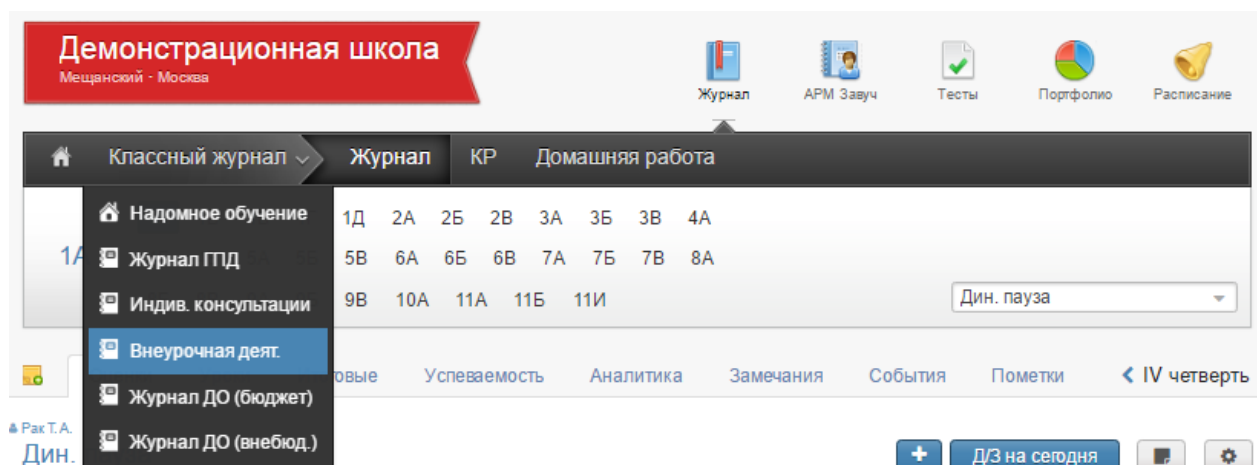 Демонстрационная школа
Мещанский - Москва
Журнал
АРМ Завуч
Тесты
Портфолио
Расписание
Классный журнал
Журнал
КР
Домашняя работа
Надомное обучение
Журнал ГПД
Индив. консультации
Внеурочная деят.
Журнал ДО (бюджет)
Журнал ДО (внебюд.)
1Д 2А 2Б 2В 3А 3Б 3В 4А
1А
5В 6А 6Б 6В 7А 7Б 7В 8А
9В 10А 11А 11Б 11И
Дин. пауза
Успеваемость
Аналитика
Замечания
События
Пометки
IV четверть
Рак Т.А.
Дин.
+
Д/З на сегодня